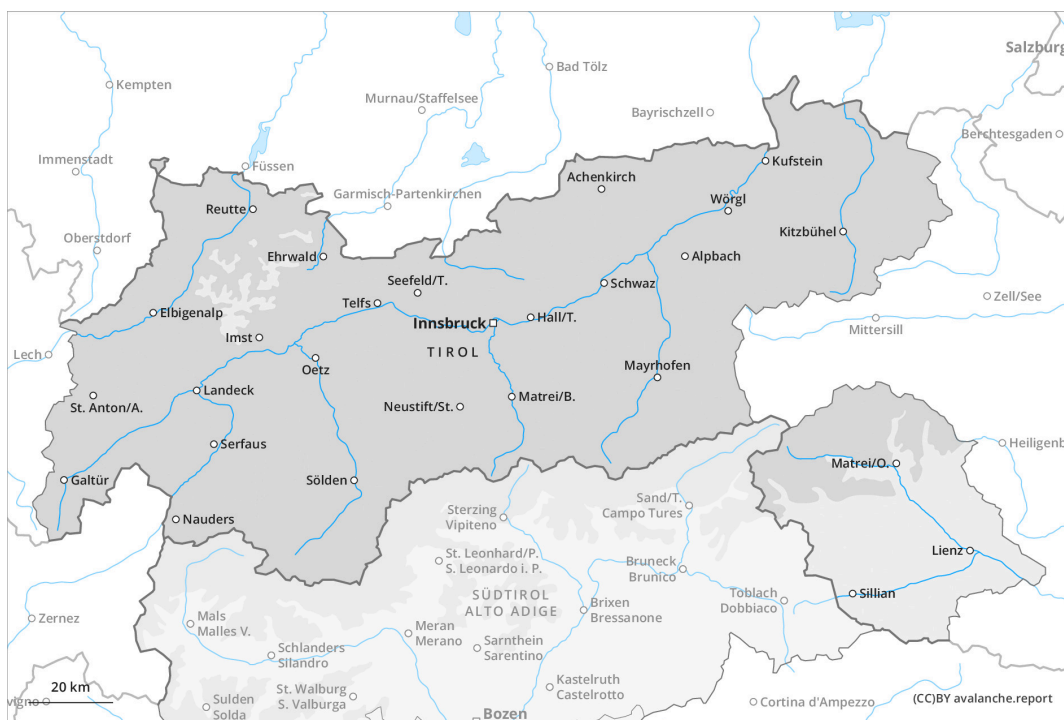 Salzburg
Kempten
Bad Tölz
Murnau/Staffelsee
Bayrischzell
Berchtesgaden
Immenstadt
Füssen
Kufstein
Garmisch-Partenkirchen
Achenkirch
Reutte
Wörgl
Oberstdorf
Kitzbühel
Ehrwald
Alpbach
Seefeld/T.
Schwaz
Zell/See
Telfs
Elbigenalp
Innsbruck
Hall/T.
Mittersill
Imst
TIROL
Lech
Oetz
Mayrhofen
Landeck
St. Anton/A.
Neustift/St.
Matrei/B.
Serfaus
Heiligenb
Matrei/O.
Galtür
Sölden
Sand/T.
Campo Tures
Sterzing
Vipiteno
Nauders
Lienz
St. Leonhard/P.
S. Leonardo i. P.
Bruneck
Brunico
SÜDTIROL
ALTO ADIGE
Toblach
Dobbiaco
Sillian
Brixen
Bressanone
Zernez
Mals
Malles V.
Meran
Merano
Sarnthein
Sarentino
Schlanders
Silandro
Kastelruth
Castelrotto
20 km
vigno
St. Walburg
S. Valburga
Sulden
Solda
Cortina d'Ampezzo
(CC)BY avalanche.report
Bozen